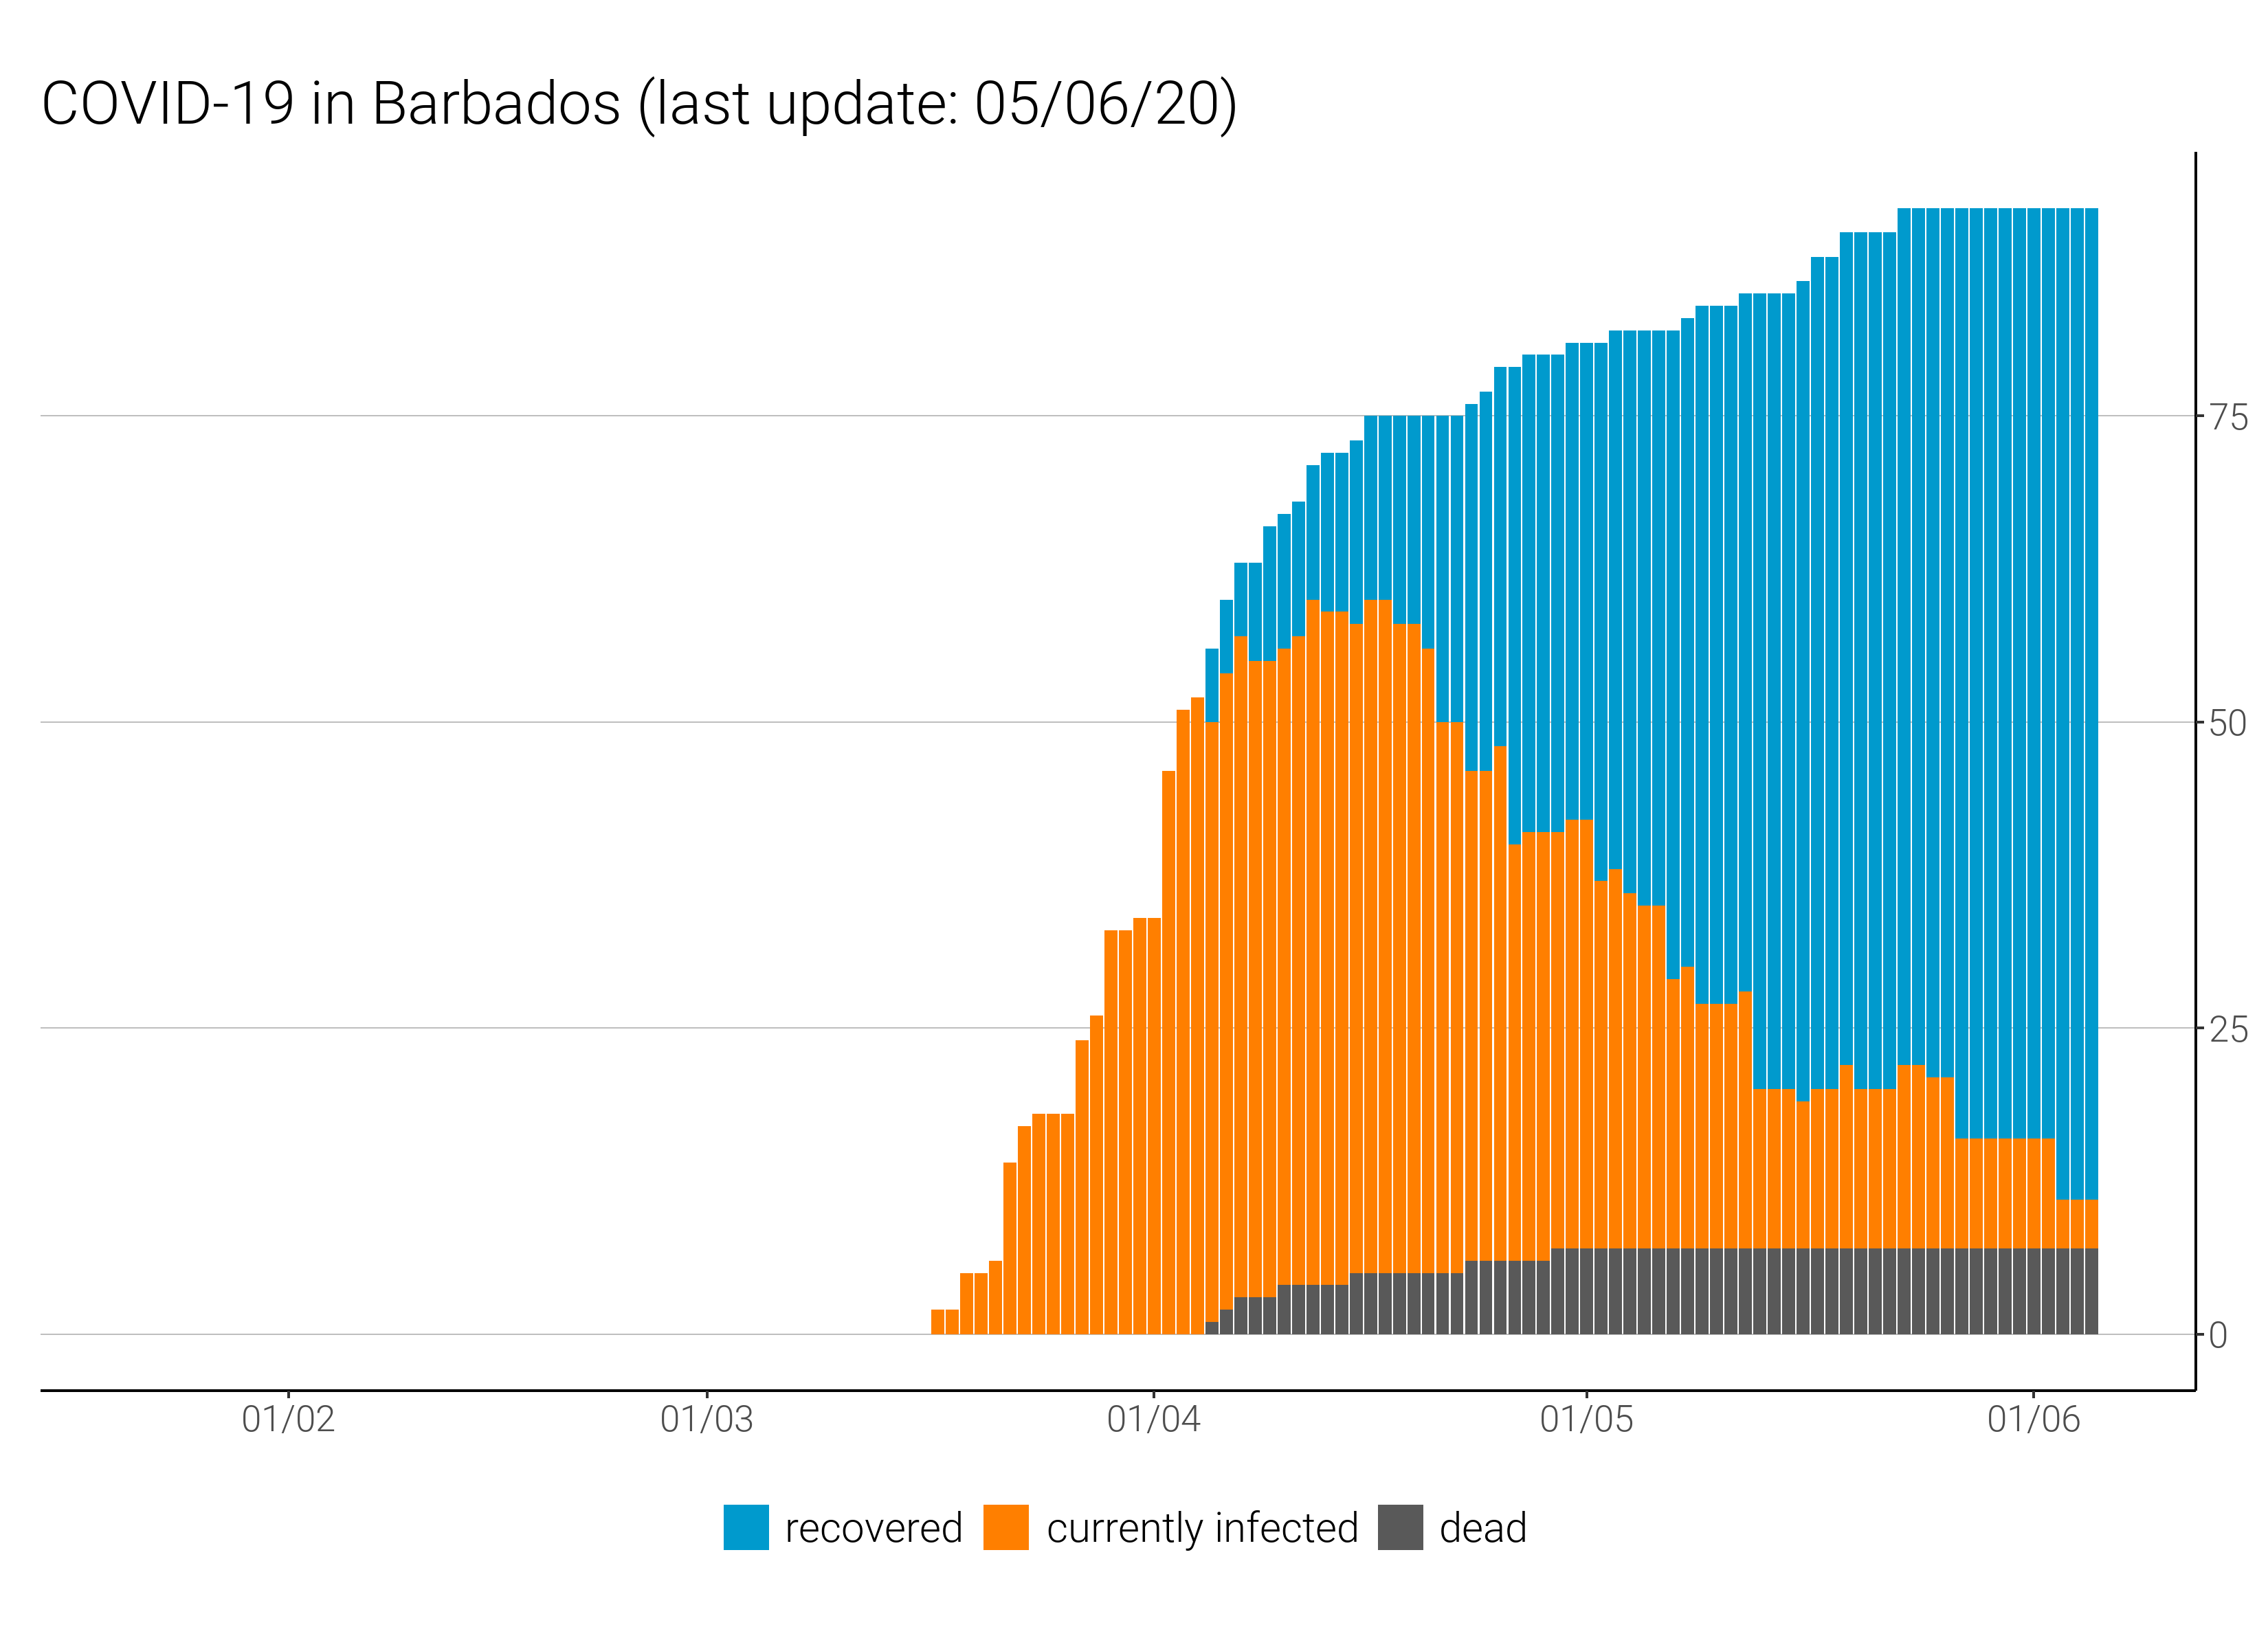 COVID-19 in Barbados (last update: 05/06/20)
75
50
25
0
01/02 01/03 01/04 01/05 01/06
recovered currently infected dead